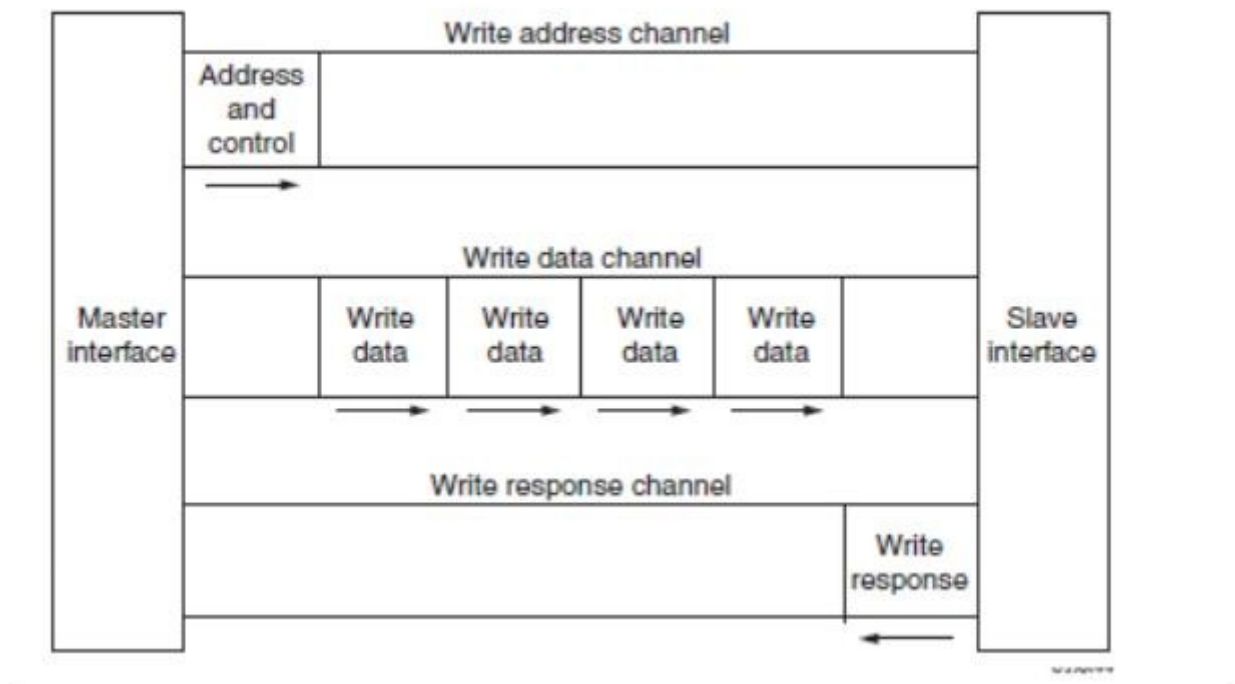 Write address channel
Address
and
control
Write data channel
Master
interface
Write
data
Write
data
Write
data
Write
data
Slave
interface
Write response channel
Write
response